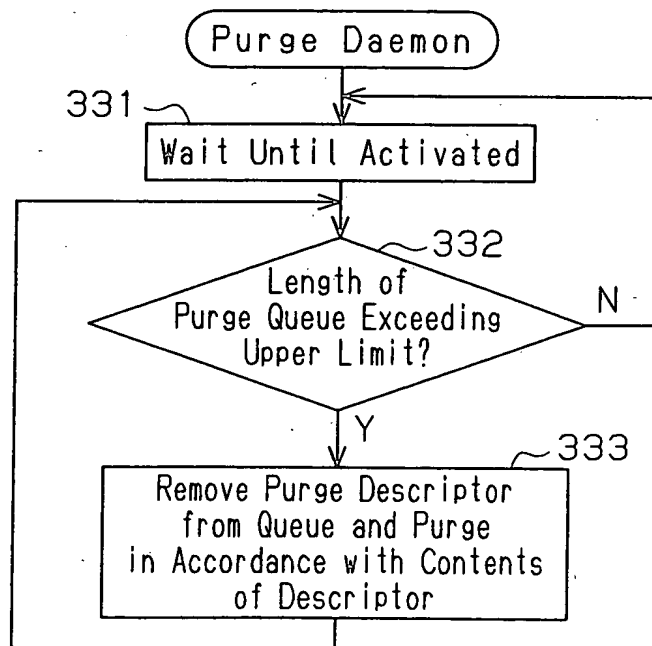 Purge Daemon
331
Wait Until Activated
332
Length of
Purge Queue Exceeding
Upper Limit?
N
Y
333
Remove Purge Descriptor
from Queue and Purge
in Accordance with Contents
of Descriptor